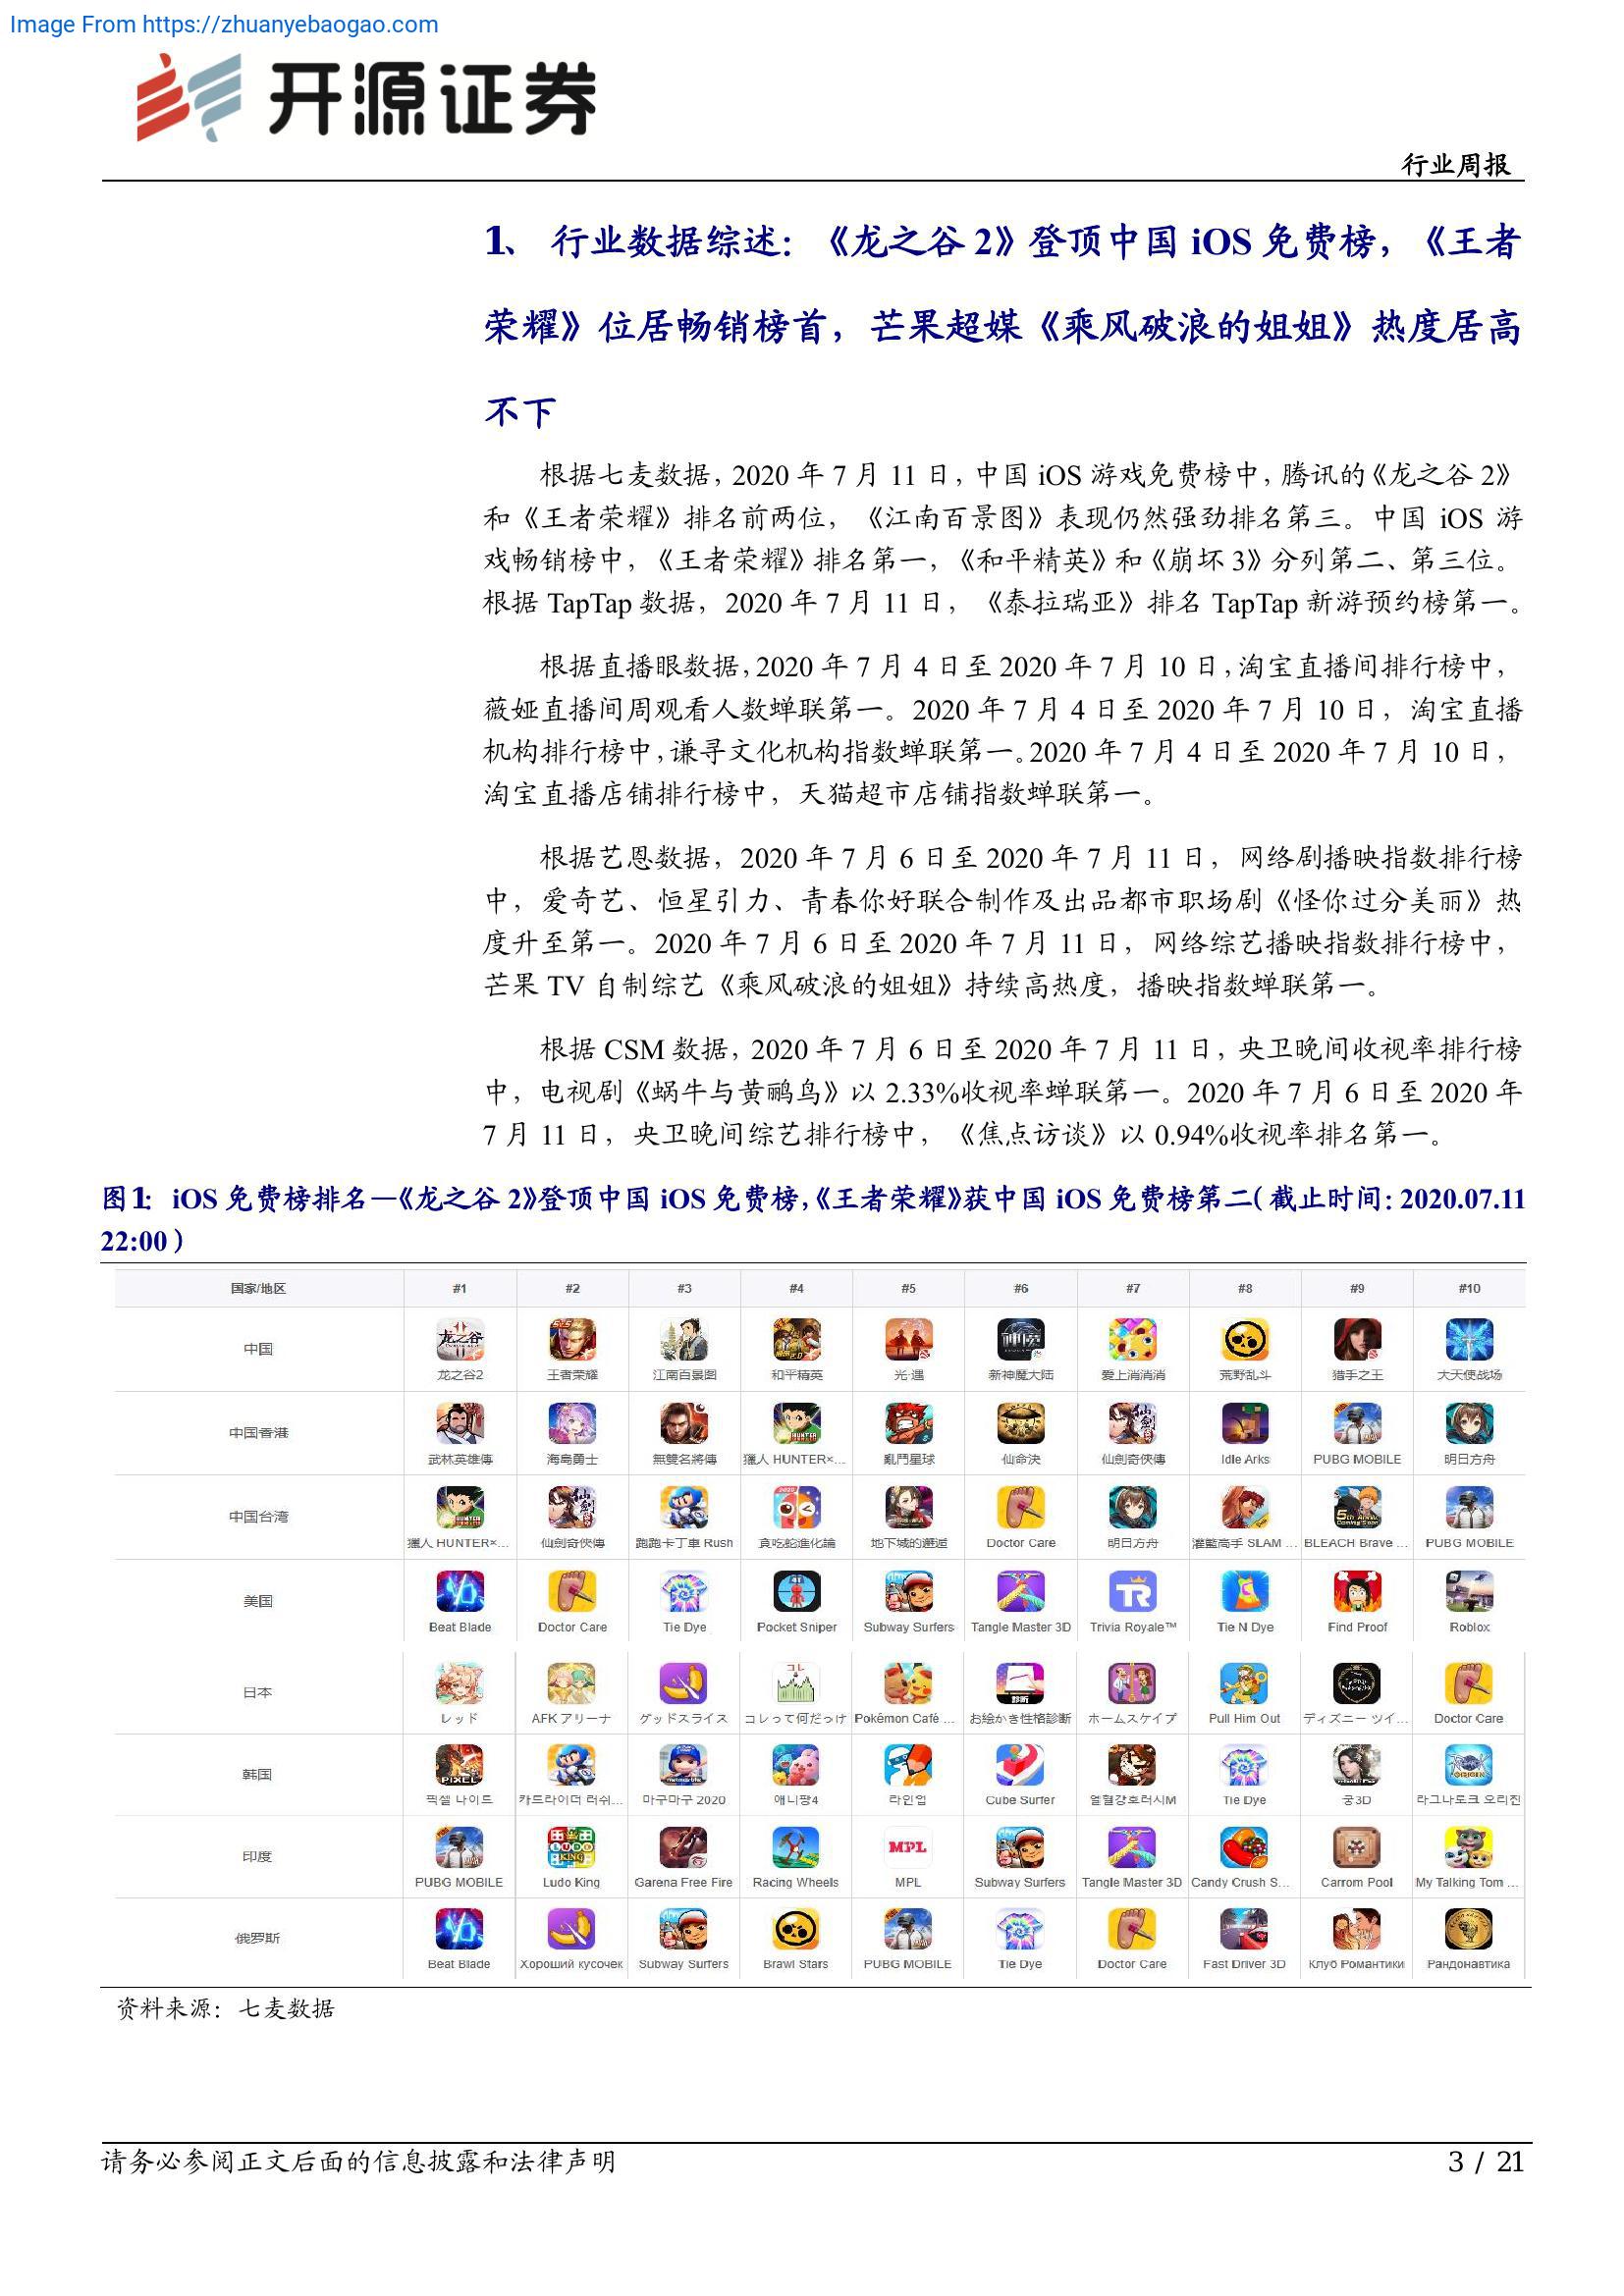 Image From https://zhuanyebaogao.com
开源证券
行业周报
1、 行业数据综述：《龙之谷 2》登顶中国 iOS 免费榜，《王者
荣耀》位居畅销榜首，芒果超媒《乘风破浪的姐姐》热度居高
不下
根据七麦数据，2020 年 7 月 11 日，中国 iOS 游戏免费榜中，腾讯的《龙之谷 2》
和《王者荣耀》排名前两位，《江南百景图》表现仍然强劲排名第三。中国 iOS 游
戏畅销榜中，《王者荣耀》排名第一，《和平精英》和《崩坏 3》分列第二、第三位。
根据 TapTap 数据，2020 年 7 月 11 日，《泰拉瑞亚》排名 TapTap 新游预约榜第一。
根据直播眼数据，2020 年 7 月 4 日至 2020 年 7 月 10 日，淘宝直播间排行榜中，
薇娅直播间周观看人数蝉联第一。2020 年 7 月 4 日至 2020 年 7 月 10 日，淘宝直播
机构排行榜中，谦寻文化机构指数蝉联第一。2020 年 7 月 4 日至 2020 年 7 月 10 日，
淘宝直播店铺排行榜中，天猫超市店铺指数蝉联第一。
根据艺恩数据，2020 年 7 月 6 日至 2020 年 7 月 11 日，网络剧播映指数排行榜
中，爱奇艺、恒星引力、青春你好联合制作及出品都市职场剧《怪你过分美丽》热
度升至第一。2020 年 7 月 6 日至 2020 年 7 月 11 日，网络综艺播映指数排行榜中，
芒果 TV 自制综艺《乘风破浪的姐姐》持续高热度，播映指数蝉联第一。
根据 CSM 数据，2020 年 7 月 6 日至 2020 年 7 月 11 日，央卫晚间收视率排行榜
中，电视剧《蜗牛与黄鹂鸟》以 2.33%收视率蝉联第一。2020 年 7 月 6 日至 2020 年
7 月 11 日，央卫晚间综艺排行榜中，《焦点访谈》以 0.94%收视率排名第一。
图1： iOS 免费榜排名—《龙之谷 2》登顶中国 iOS 免费榜，《王者荣耀》获中国 iOS 免费榜第二（截止时间：2020.07.11
22:00）
国家/地区 #1 #2 #3 #4 #5 #6 #7 #8 #9 #10
中国 龙之谷2 王者荣耀 江南百景图 和平精英 光·遇 新神魔大陆 爱上消消消 荒野乱斗 猎手之王 大天使战场
中国香港 武林英雄傳 海島勇士 無雙名將傳 獵人 HUNTER×... 亂鬥星球 仙命決 仙劍奇俠傳 Idle Arks PUBG MOBILE 明日方舟
中国台湾 獵人 HUNTER×... 仙劍奇俠傳 跑跑卡丁車 Rush 貪吃蛇進化論 地下城的邂逅 Doctor Care 明日方舟 灌籃高手 SLAM ... BLEACH Brave ... PUBG MOBILE
美国 Beat Blade Doctor Care Tie Dye Pocket Sniper Subway Surfers Tangle Master 3D Trivia Royale™ Tie N Dye Find Proof Roblox
日本 レッド AFK アリーナ グッドスライス コレって何だっけ Pokémon Café ... お絵かき性格診断 ホームスケイプ Pull Him Out ディズニー ツイ... Doctor Care
韩国 픽셀 나이트 카트라이더 러쉬... 마구마구 2020 애니팡4 라인업 Cube Surfer 열혈강호러시M Tie Dye 궁3D 라그나로크 오리진
印度 PUBG MOBILE Ludo King Garena Free Fire Racing Wheels MPL Subway Surfers Tangle Master 3D Candy Crush S... Carrom Pool My Talking Tom ...
俄罗斯 Beat Blade Хороший кусочек Subway Surfers Brawl Stars PUBG MOBILE Tie Dye Doctor Care Fast Driver 3D Клуб Романтики Рандонавтика
资料来源：七麦数据
请务必参阅正文后面的信息披露和法律声明
3 / 21